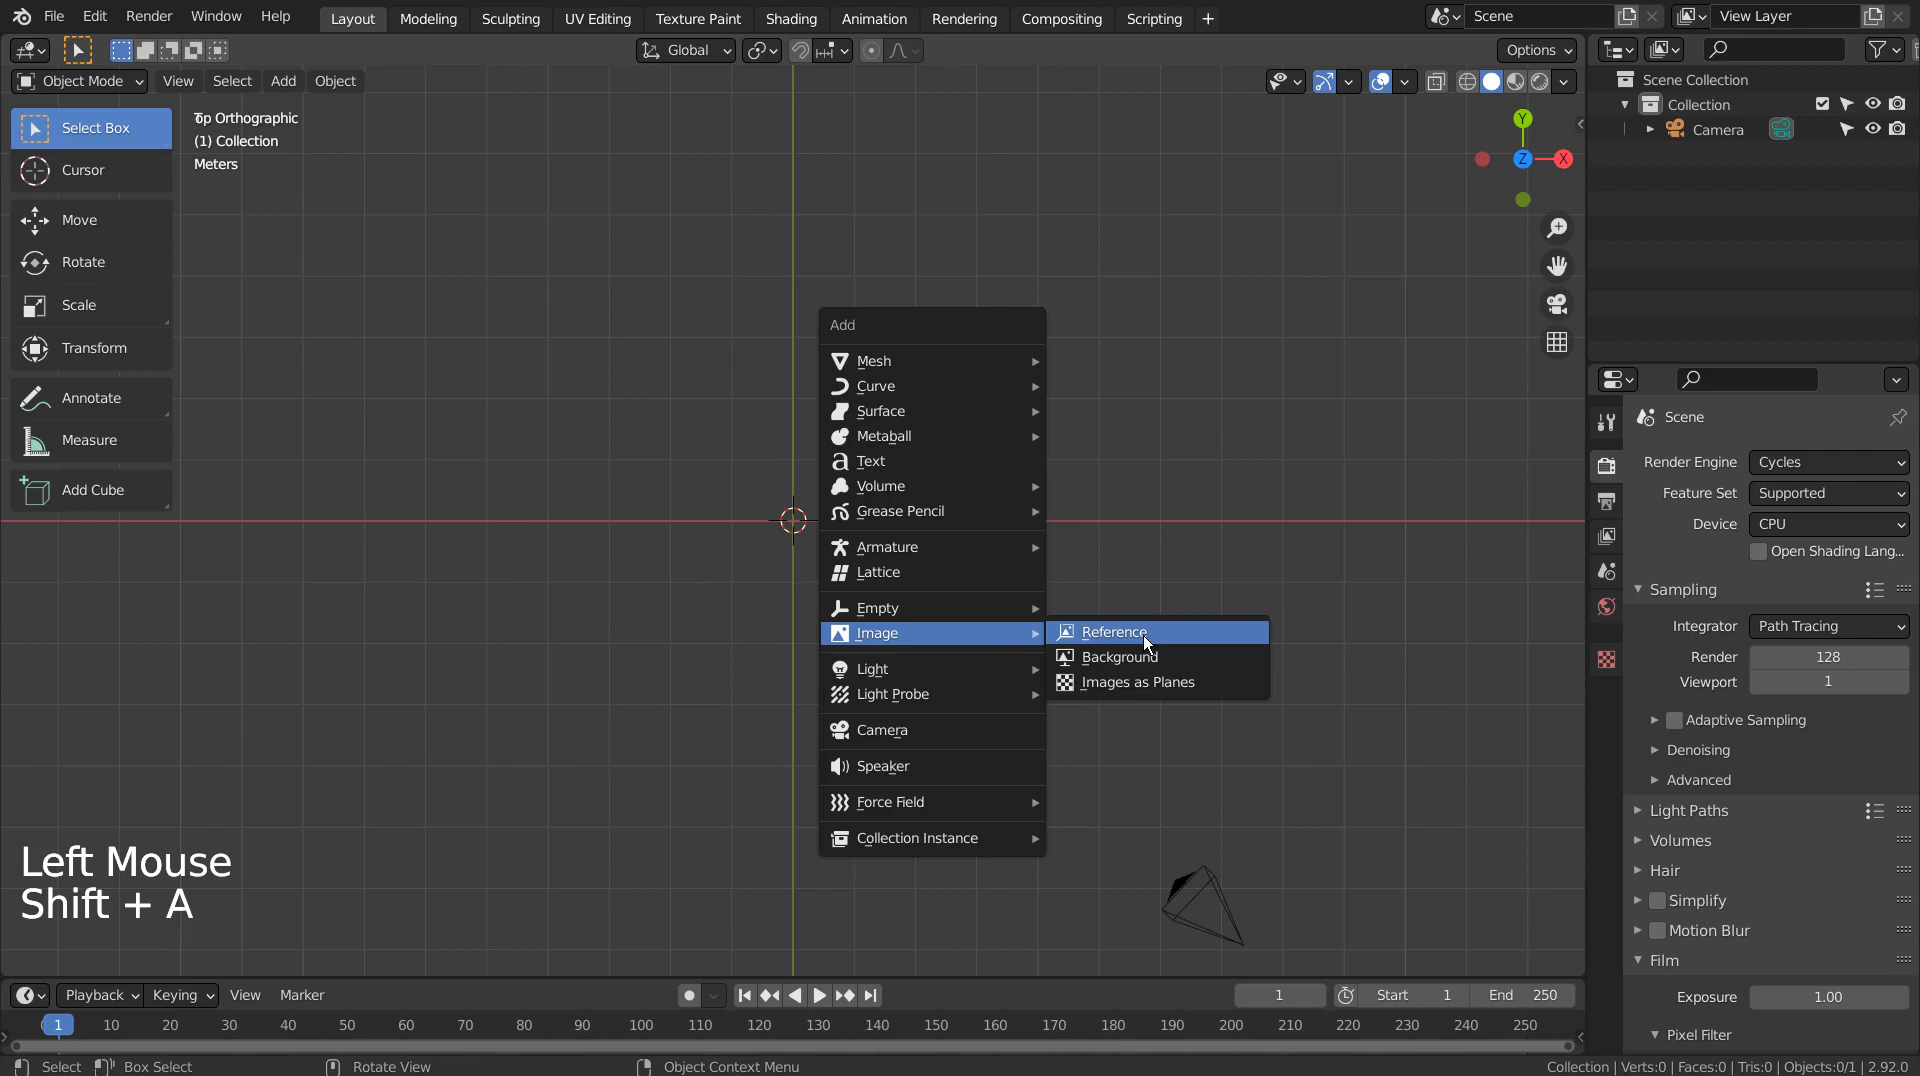 File Edit Render Window Help
Layout Modeling Sculpting UV Editing Texture Paint Shading Animation Rendering Compositing Scripting +
Scene
View Layer
Global
Options
Object Mode View Select Add Object
Select Box
Cursor
Move
Rotate
Scale
Transform
Annotate
Measure
Add Cube
Top Orthographic
(1) Collection
Meters
Y
Z
X
Add
Mesh
Curve
Surface
Metaball
Text
Volume
Grease Pencil
Armature
Lattice
Empty
Image
Light
Light Probe
Camera
Speaker
Force Field
Collection Instance
Reference
Background
Images as Planes
Left Mouse
Shift + A
Scene Collection
Collection
Camera
Scene
Render Engine Cycles
Feature Set Supported
Device CPU
Open Shading Lang...
Sampling
Integrator Path Tracing
Render 128
Viewport 1
Adaptive Sampling
Denoising
Advanced
Light Paths
Volumes
Hair
Simplify
Motion Blur
Film
Exposure 1.00
Pixel Filter
Playback Keying View Marker
1 Start 1 End 250
1 10 20 30 40 50 60 70 80 90 100 110 120 130 140 150 160 170 180 190 200 210 220 230 240 250
Select Box Select Rotate View Object Context Menu
Collection | Verts:0 | Faces:0 | Tris:0 | Objects:0/1 | 2.92.0